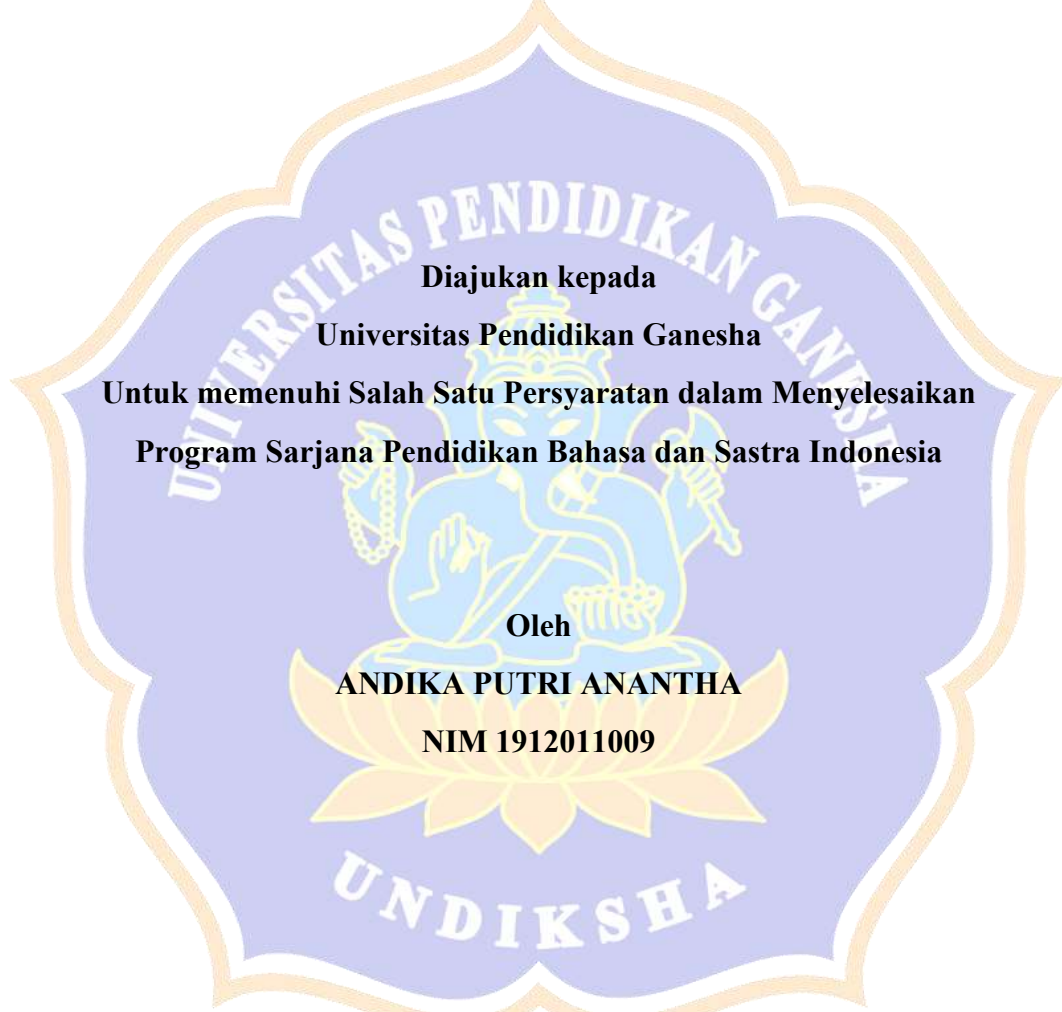 UNIVERSITAS PENDIDIKAN GANESHA
Diajukan kepada
Universitas Pendidikan Ganesha
Untuk memenuhi Salah Satu Persyaratan dalam Menyelesaikan
Program Sarjana Pendidikan Bahasa dan Sastra Indonesia
Oleh
ANDIKA PUTRI ANANTHA
NIM 1912011009
UNDIKSHA